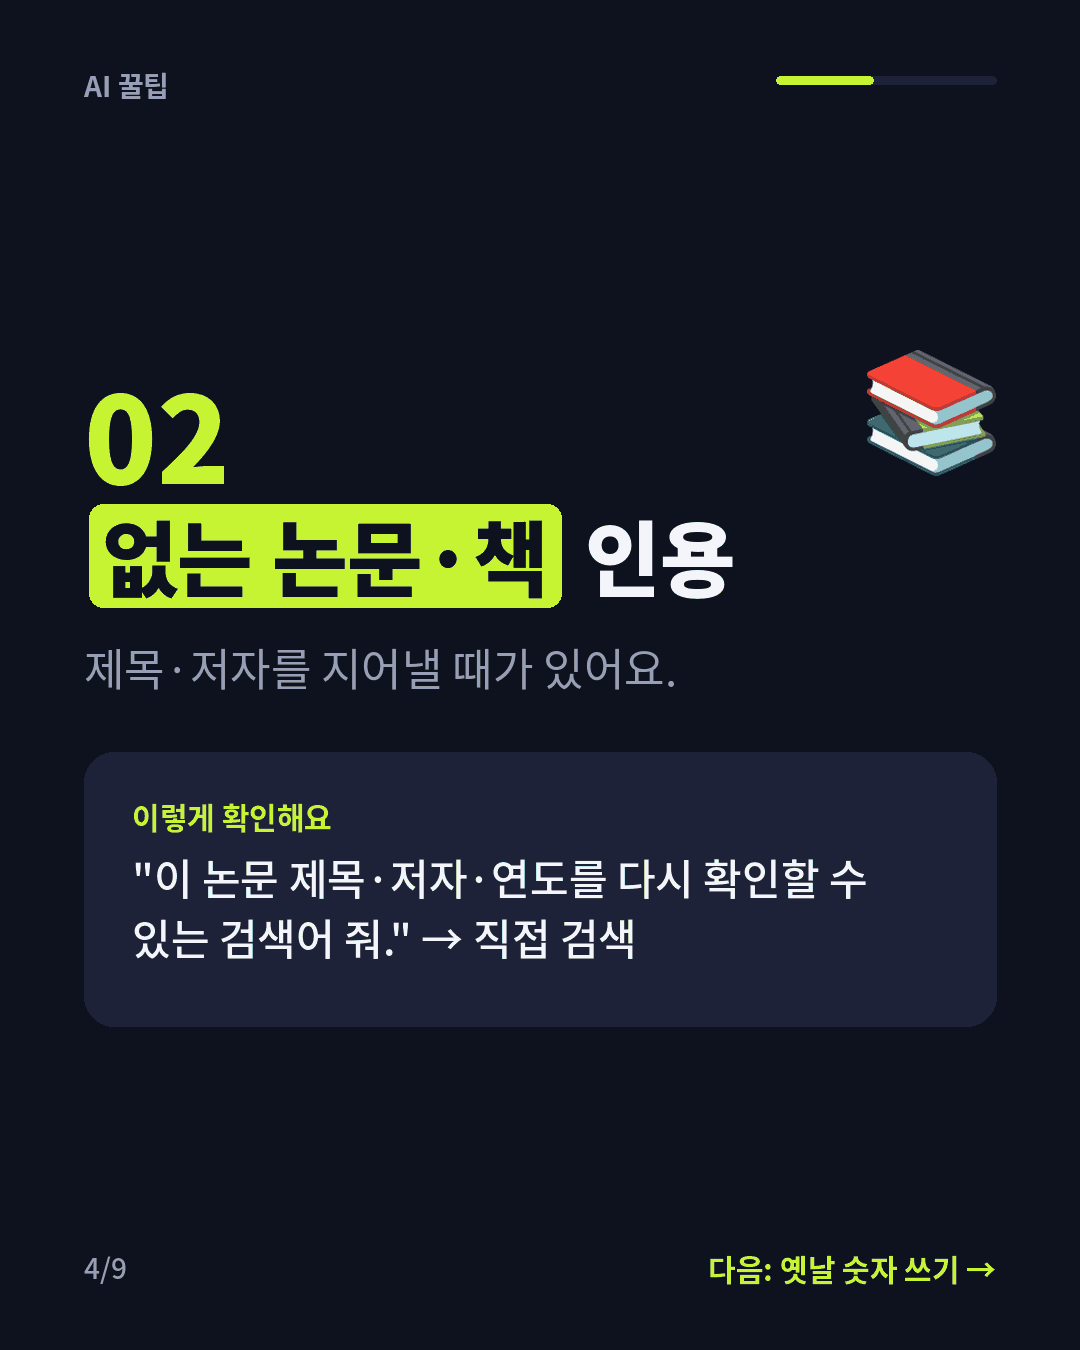 AI 꿀팁
02
없는 논문·책 인용
제목·저자를 지어낼 때가 있어요.
이렇게 확인해요
"이 논문 제목·저자·연도를 다시 확인할 수
있는 검색어 줘." → 직접 검색
4/9
다음: 옛날 숫자 쓰기 →